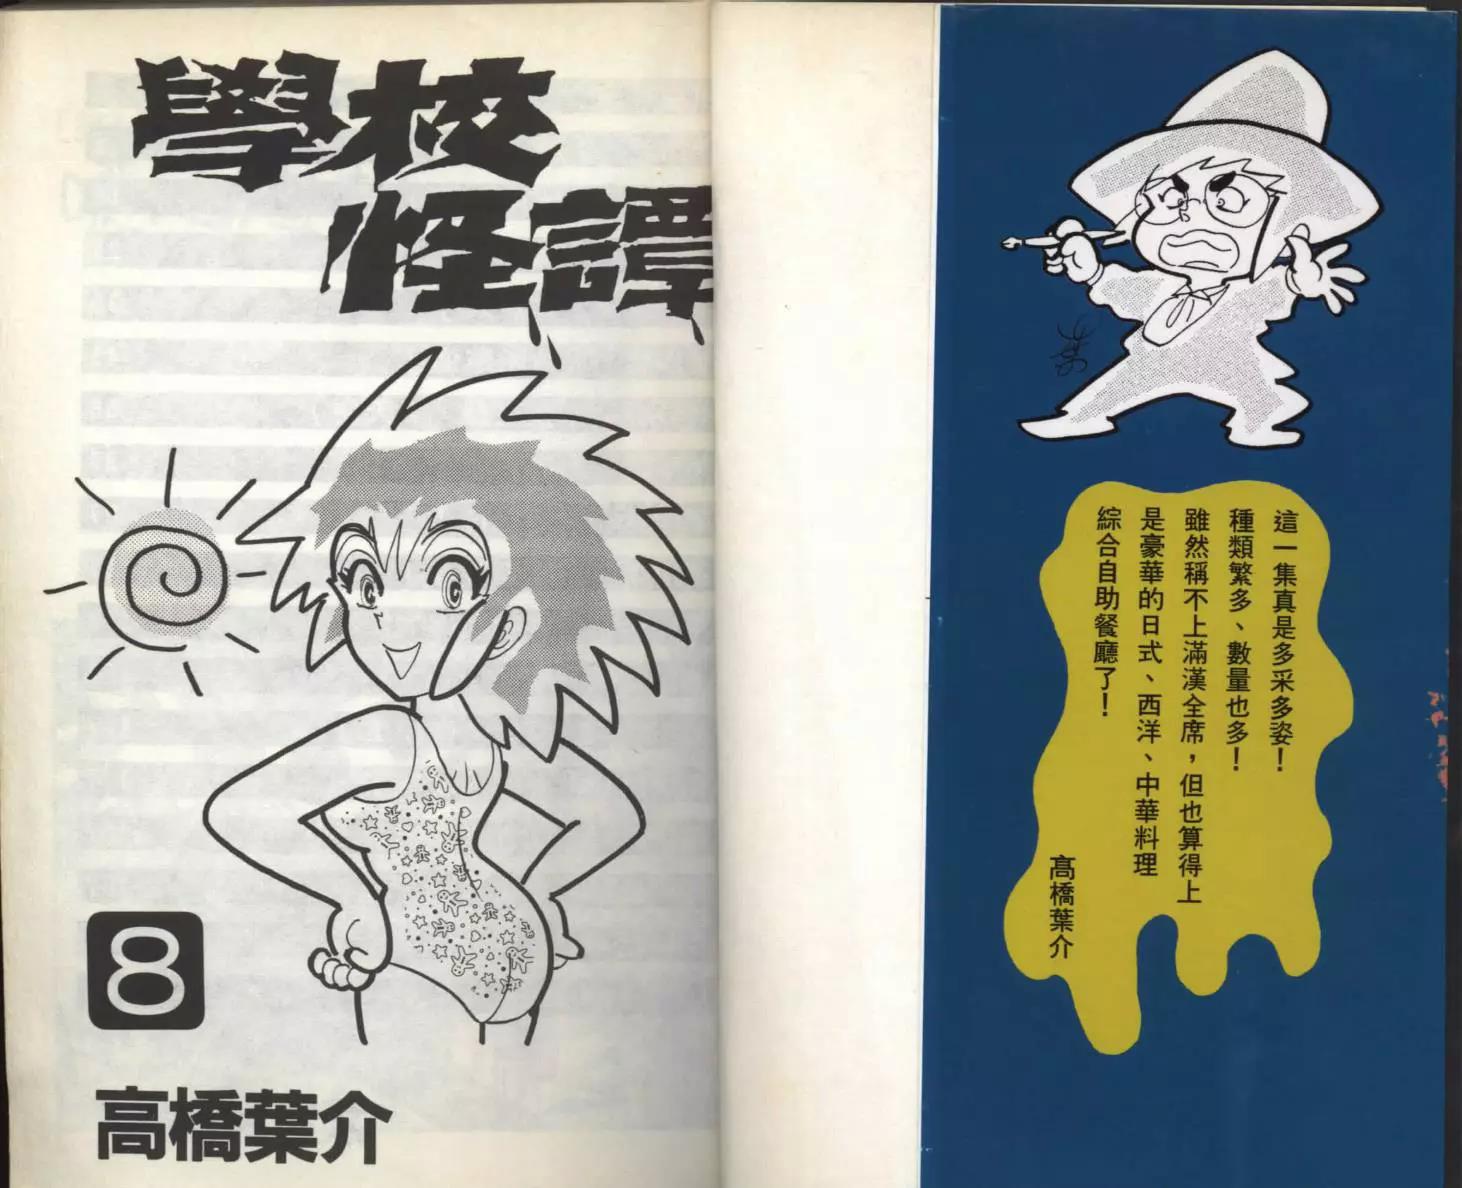 學校
怪譚
8
高橋葉介
這一集真是多采多姿！
種類繁多、數量也多！
雖然稱不上滿漢全席，但也算得上
是豪華的日式、西洋、中華料理
綜合自助餐廳了！
高橋葉介